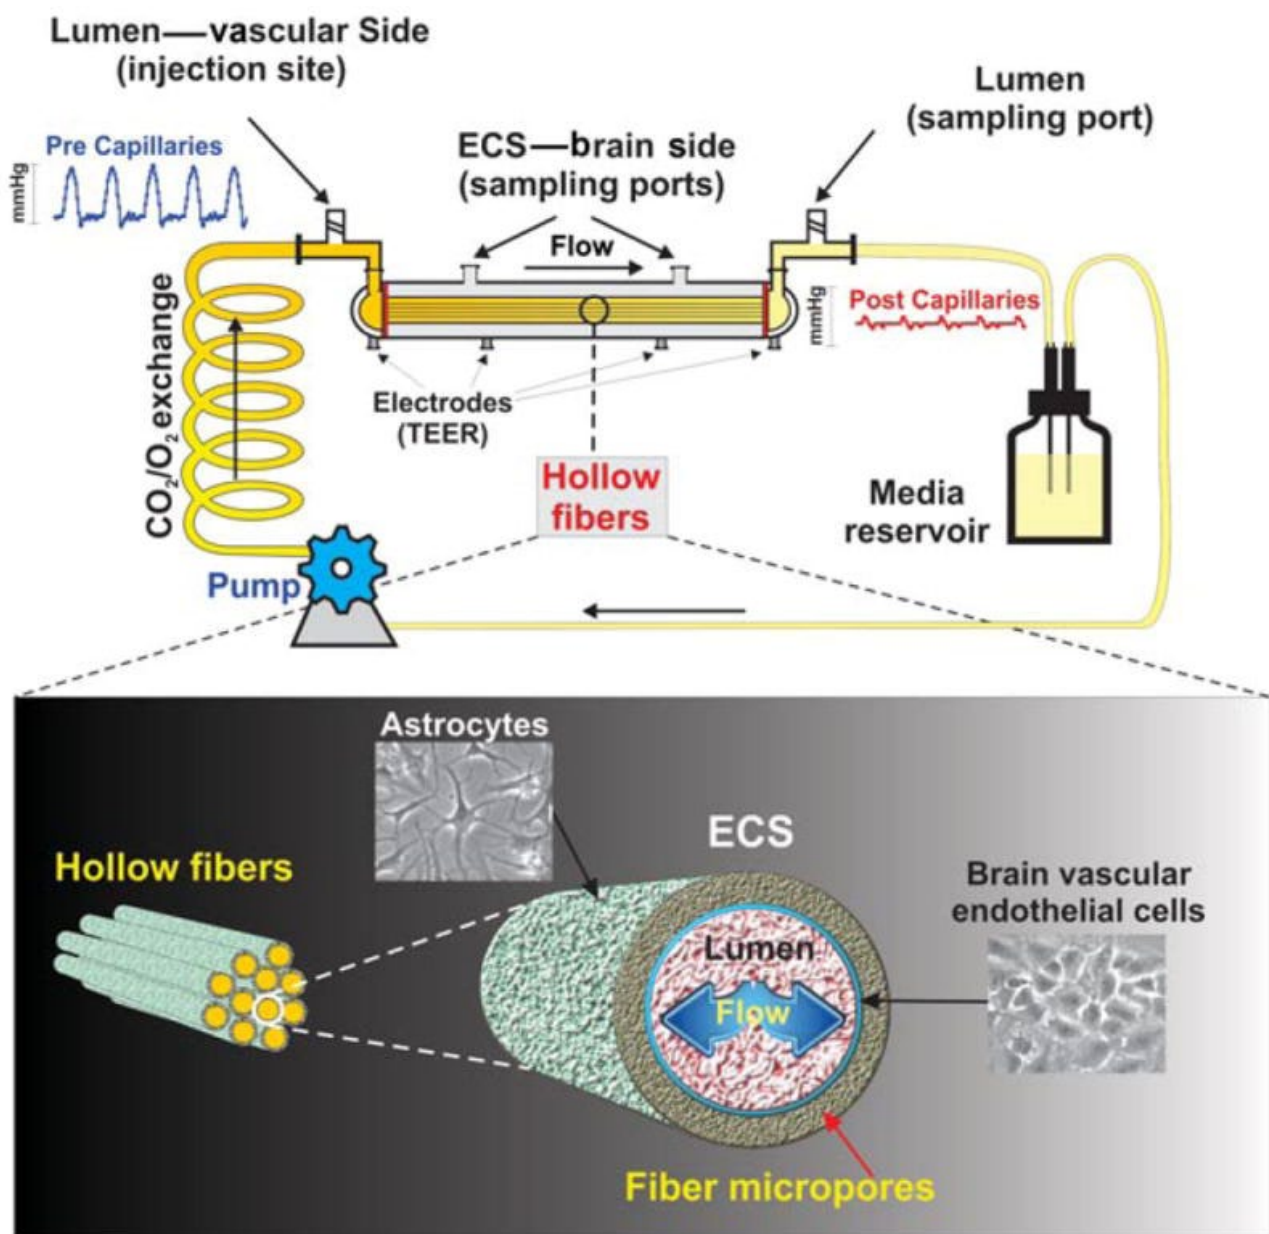 Lumen—vascular Side
(injection site)
Lumen
(sampling port)
Pre Capillaries
mmHg
ECS—brain side
(sampling ports)
Flow
CO₂/O₂ exchange
mmHg
Post Capillaries
Electrodes
(TEER)
Hollow
fibers
Media
reservoir
Pump
Astrocytes
ECS
Hollow fibers
Brain vascular
endothelial cells
Lumen
Flow
Fiber micropores